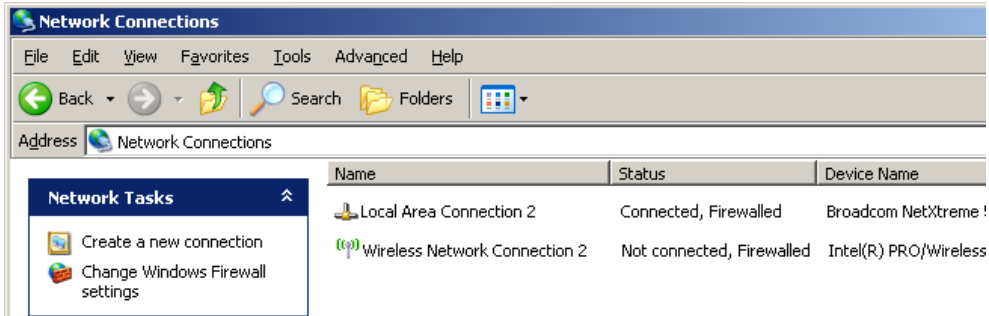 Network Connections
File Edit View Favorites Tools Advanced Help
Back Search Folders
Address Network Connections
Name Status Device Name
Network Tasks
Local Area Connection 2 Connected, Firewalled Broadcom NetXtreme
Create a new connection
Wireless Network Connection 2 Not connected, Firewalled Intel(R) PRO/Wireless
Change Windows Firewall
settings